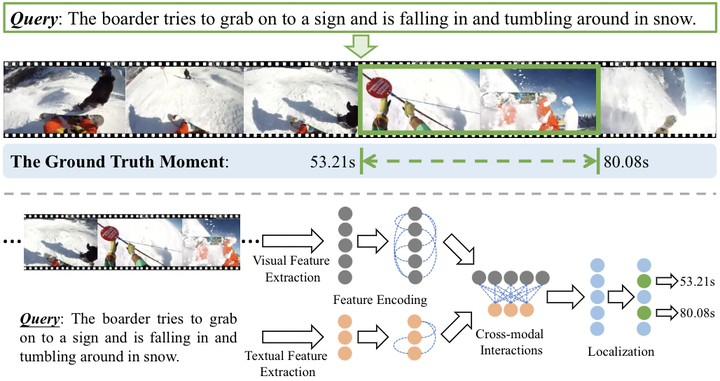 Query: The boarder tries to grab on to a sign and is falling in and tumbling around in snow.
The Ground Truth Moment:
53.21s
80.08s
Visual Feature
Extraction
Feature Encoding
Query: The boarder tries to grab
on to a sign and is falling in and
tumbling around in snow.
Textual Feature
Extraction
Cross-modal
Interactions
Localization
53.21s
80.08s